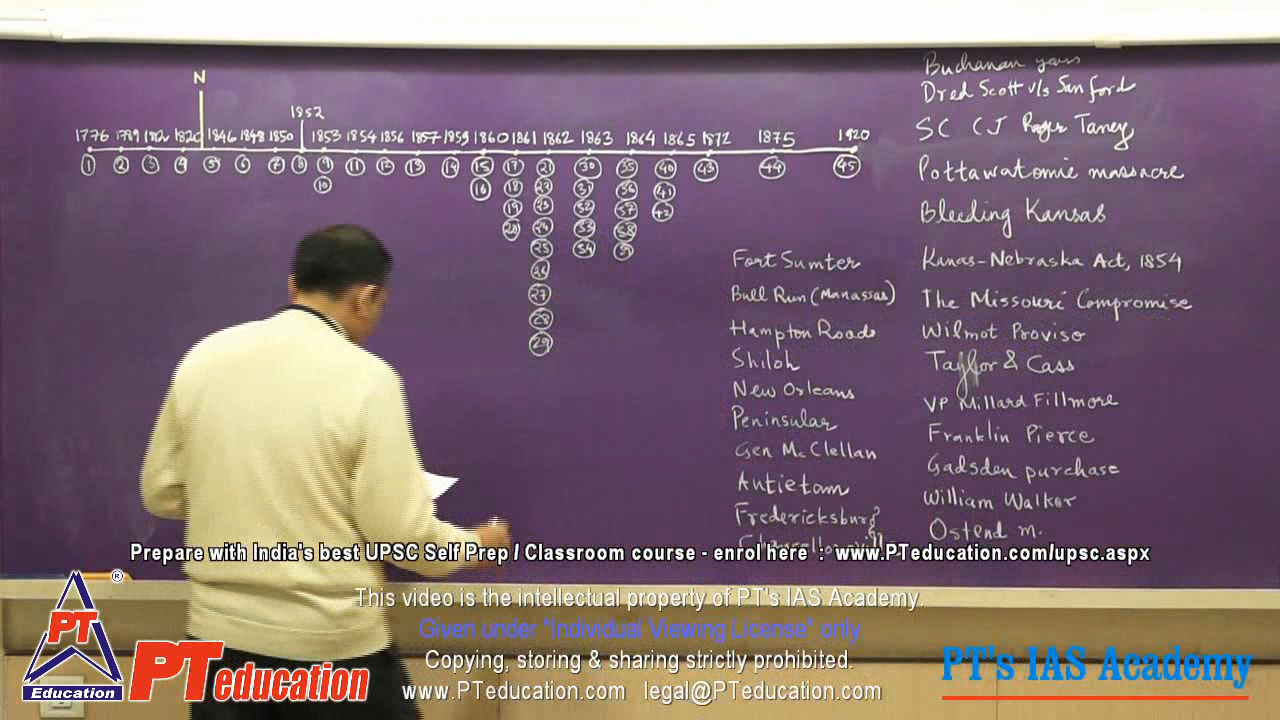 N
1852
1776 1789 1820 1846 1848 1850 1853 1854 1856 1857 1859 1860 1861 1862 1863 1864 1865 1872 1875 1920
1 2 3 4 5 6 7 8 9 11 12 13 14 15 17 21 30 35 40 43 44 45
10 16 18 22 31 36 41
19 23 32 37 42
20 24 33 38
25 34 39
26
27
28
29
Fort Sumter
Bull Run (Manassas)
Hampton Roads
Shiloh
New Orleans
Peninsular
Gen McClellan
Antietam
Fredericksburg
Chancellorsvill
Buchanan years
Dred Scott v/s Sanford
SC CJ Roger Taney
Pottawatomie massacre
Bleeding Kansas
Kanas-Nebraska Act, 1854
The Missouri Compromise
Wilmot Proviso
Taylor & Cass
VP Millard Fillmore
Franklin Pierce
Gadsden purchase
William Walker
Ostend m.
Prepare with India's best UPSC Self Prep / Classroom course - enrol here : www.PTeducation.com/upsc.aspx
This video is the intellectual property of PT's IAS Academy.
Given under "Individual Viewing License" only
Copying, storing & sharing strictly prohibited.
www.PTeducation.com legal@PTeducation.com
PT
Education
®
PT education
PT's IAS Academy